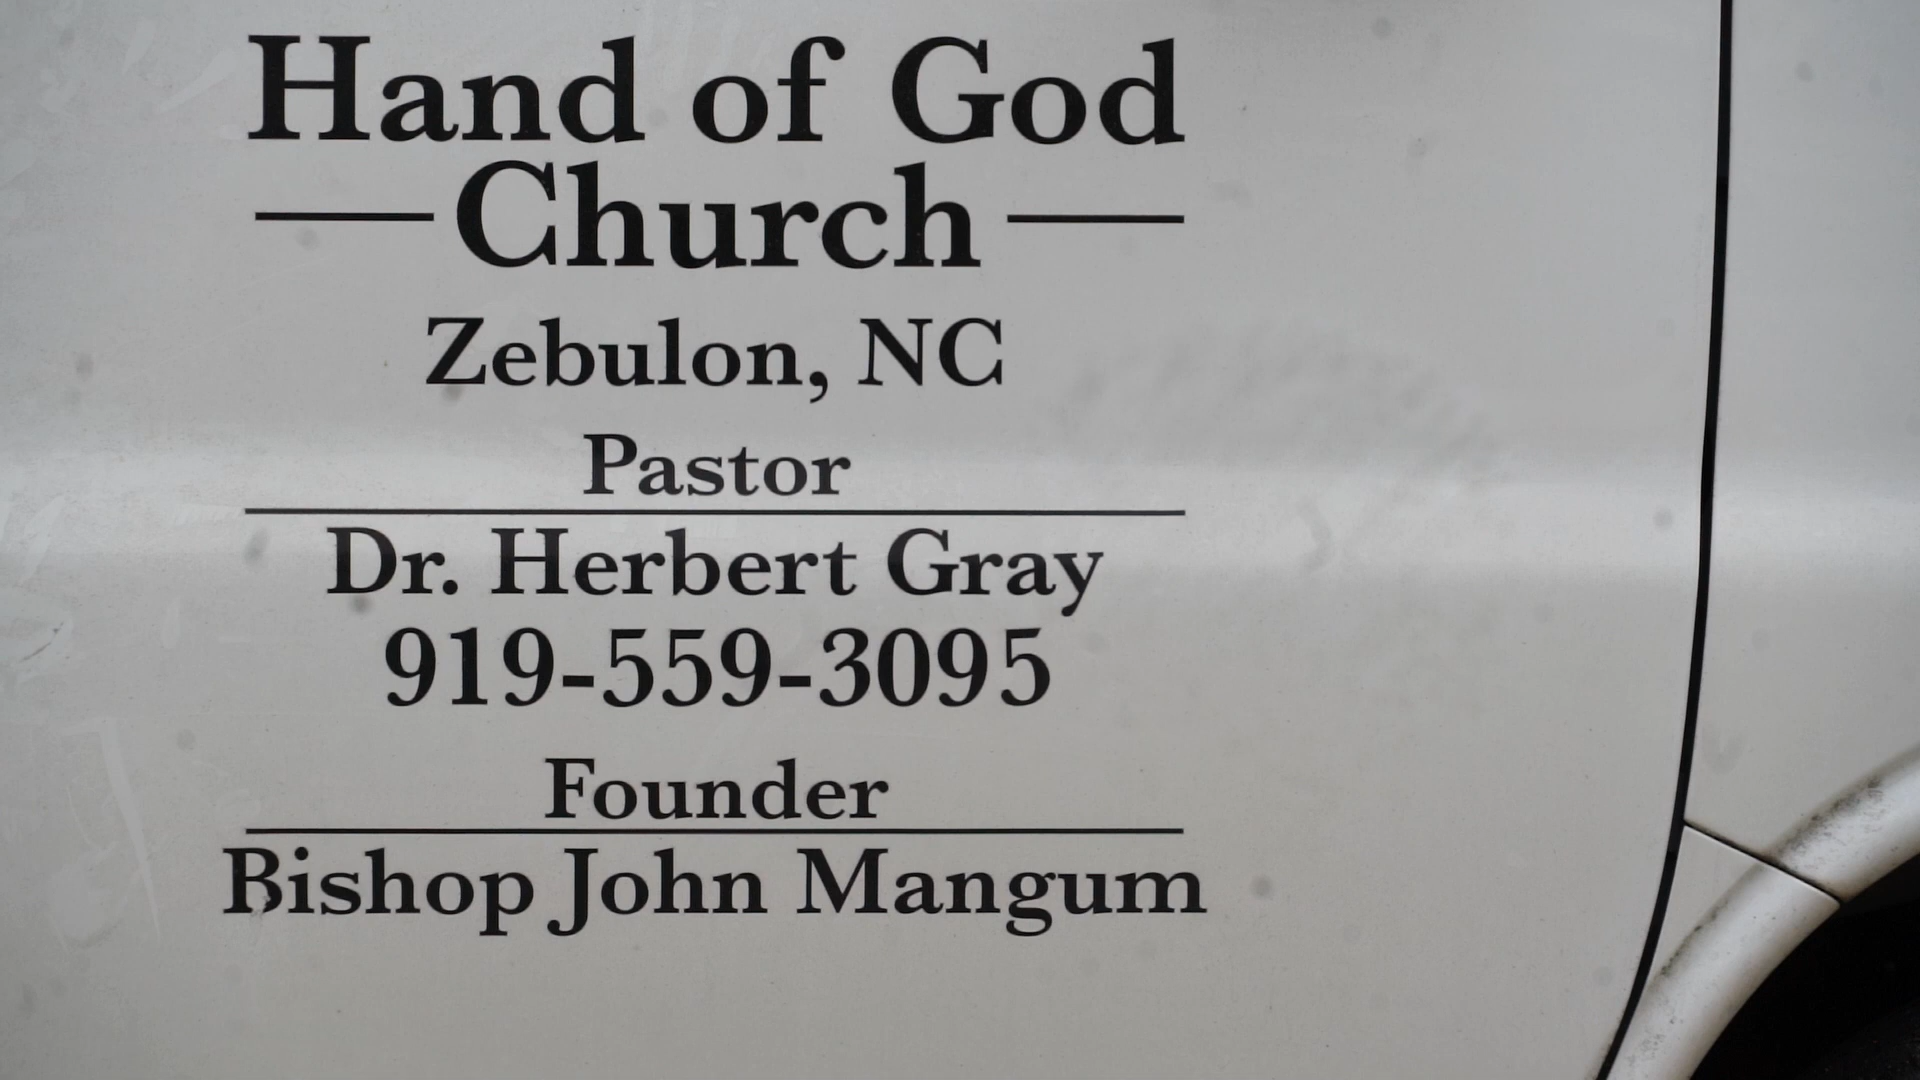 Hand of God
Church
Zebulon, NC
Pastor
Dr. Herbert Gray
919-559-3095
Founder
Bishop John Mangum